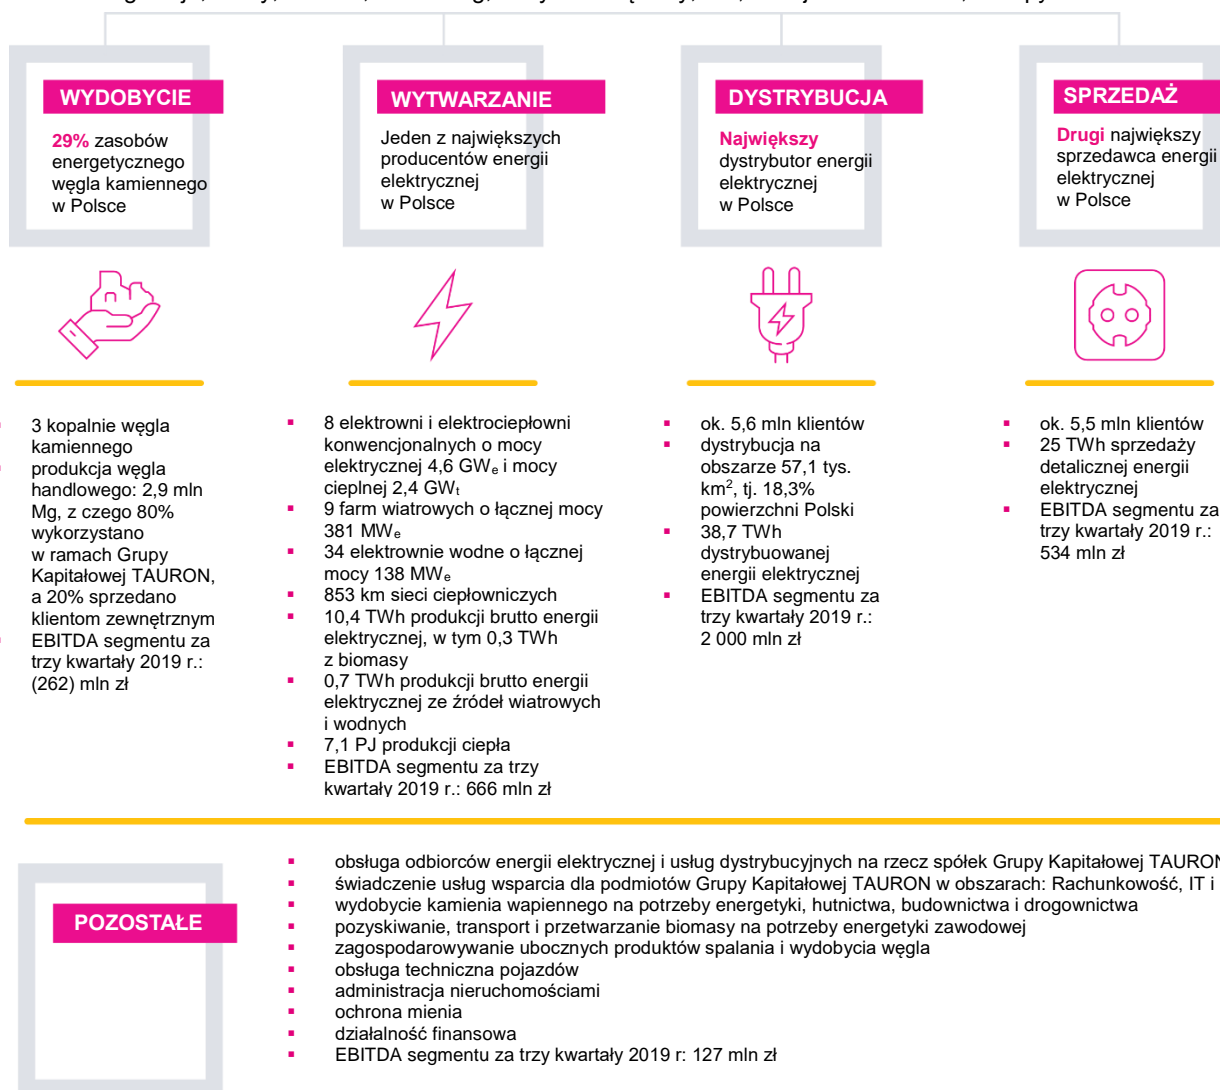 WYDOBYCIE
29% zasobów
energetycznego
węgla kamiennego
w Polsce
WYTWARZANIE
Jeden z największych
producentów energii
elektrycznej
w Polsce
DYSTRYBUCJA
Największy
dystrybutor energii
elektrycznej
w Polsce
SPRZEDAŻ
Drugi największy
sprzedawca energii
elektrycznej
w Polsce
3 kopalnie węgla
kamiennego
produkcja węgla
handlowego: 2,9 mln
Mg, z czego 80%
wykorzystano
w ramach Grupy
Kapitałowej TAURON,
a 20% sprzedano
klientom zewnętrznym
EBITDA segmentu za
trzy kwartały 2019 r.:
(262) mln zł
▪ 8 elektrowni i elektrociepłowni
konwencjonalnych o mocy
elektrycznej 4,6 GWₑ i mocy
cieplnej 2,4 GWₜ
▪ 9 farm wiatrowych o łącznej mocy
381 MWₑ
▪ 34 elektrownie wodne o łącznej
mocy 138 MWₑ
▪ 853 km sieci ciepłowniczych
▪ 10,4 TWh produkcji brutto energii
elektrycznej, w tym 0,3 TWh
z biomasy
▪ 0,7 TWh produkcji brutto energii
elektrycznej ze źródeł wiatrowych
i wodnych
▪ 7,1 PJ produkcji ciepła
▪ EBITDA segmentu za trzy
kwartały 2019 r.: 666 mln zł
▪ ok. 5,6 mln klientów
▪ dystrybucja na
obszarze 57,1 tys.
km², tj. 18,3%
powierzchni Polski
▪ 38,7 TWh
dystrybuowanej
energii elektrycznej
▪ EBITDA segmentu za
trzy kwartały 2019 r.:
2 000 mln zł
▪ ok. 5,5 mln klientów
▪ 25 TWh sprzedaży
detalicznej energii
elektrycznej
▪ EBITDA segmentu za
trzy kwartały 2019 r.:
534 mln zł
POZOSTAŁE
▪ obsługa odbiorców energii elektrycznej i usług dystrybucyjnych na rzecz spółek Grupy Kapitałowej TAURON
▪ świadczenie usług wsparcia dla podmiotów Grupy Kapitałowej TAURON w obszarach: Rachunkowość, IT i
▪ wydobycie kamienia wapiennego na potrzeby energetyki, hutnictwa, budownictwa i drogownictwa
▪ pozyskiwanie, transport i przetwarzanie biomasy na potrzeby energetyki zawodowej
▪ zagospodarowywanie ubocznych produktów spalania i wydobycia węgla
▪ obsługa techniczna pojazdów
▪ administracja nieruchomościami
▪ ochrona mienia
▪ działalność finansowa
▪ EBITDA segmentu za trzy kwartały 2019 r: 127 mln zł